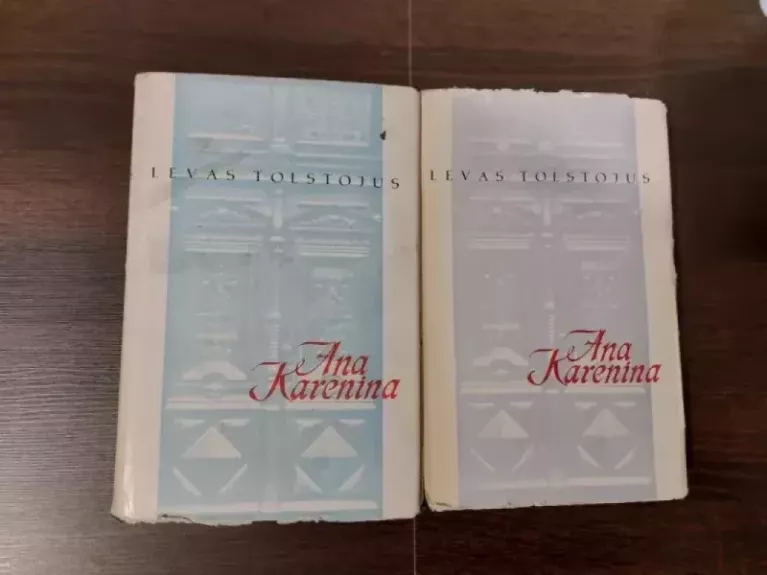 LEVAS TOLSTOJUS
Ana
Karenina
LEVAS TOLSTOJUS
Ana
Karenina